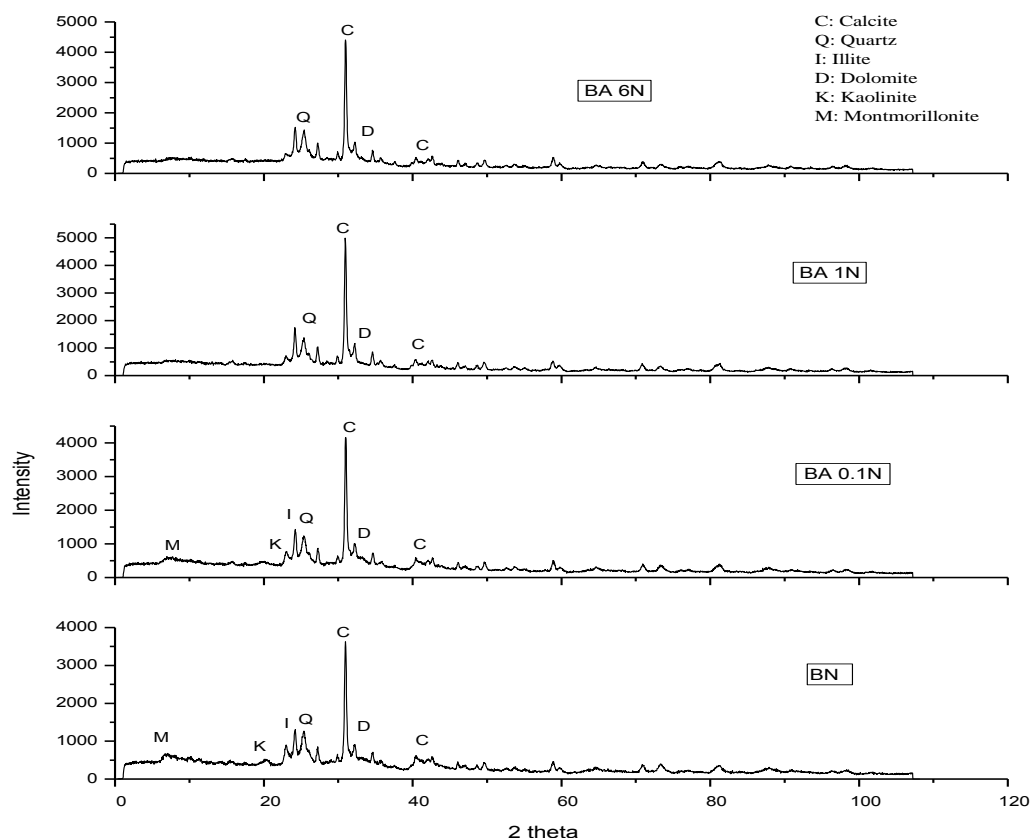 C: Calcite
Q: Quartz
I: Illite
D: Dolomite
K: Kaolinite
M: Montmorillonite
5000
4000
3000
2000
1000
0
C
Q
D
C
BA 6N
5000
4000
3000
2000
1000
0
C
Q
D
C
BA 1N
4000
3000
2000
1000
0
M
K
I
Q
C
D
C
BA 0.1N
4000
3000
2000
1000
0
M
K
I
Q
C
D
C
BN
0 20 40 60 80 100 120
2 theta
Intensity